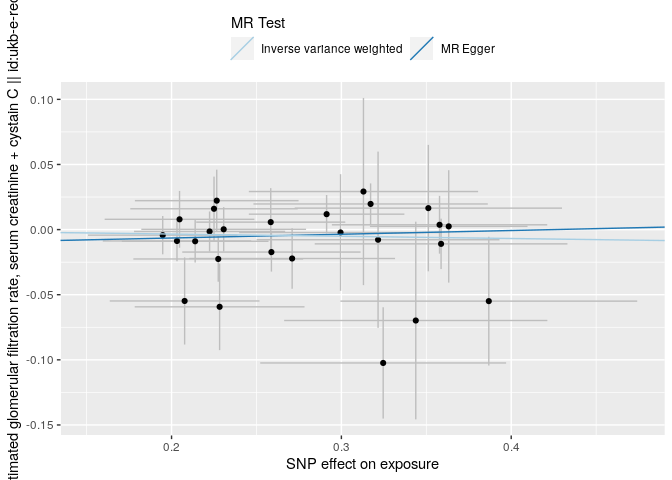 MR Test
Inverse variance weighted
MR Egger
timated glomerular filtration rate, serum creatinine + cystain C || id:ukb-e-rec
0.10
0.05
0.00
-0.05
-0.10
-0.15
0.2
0.3
0.4
SNP effect on exposure